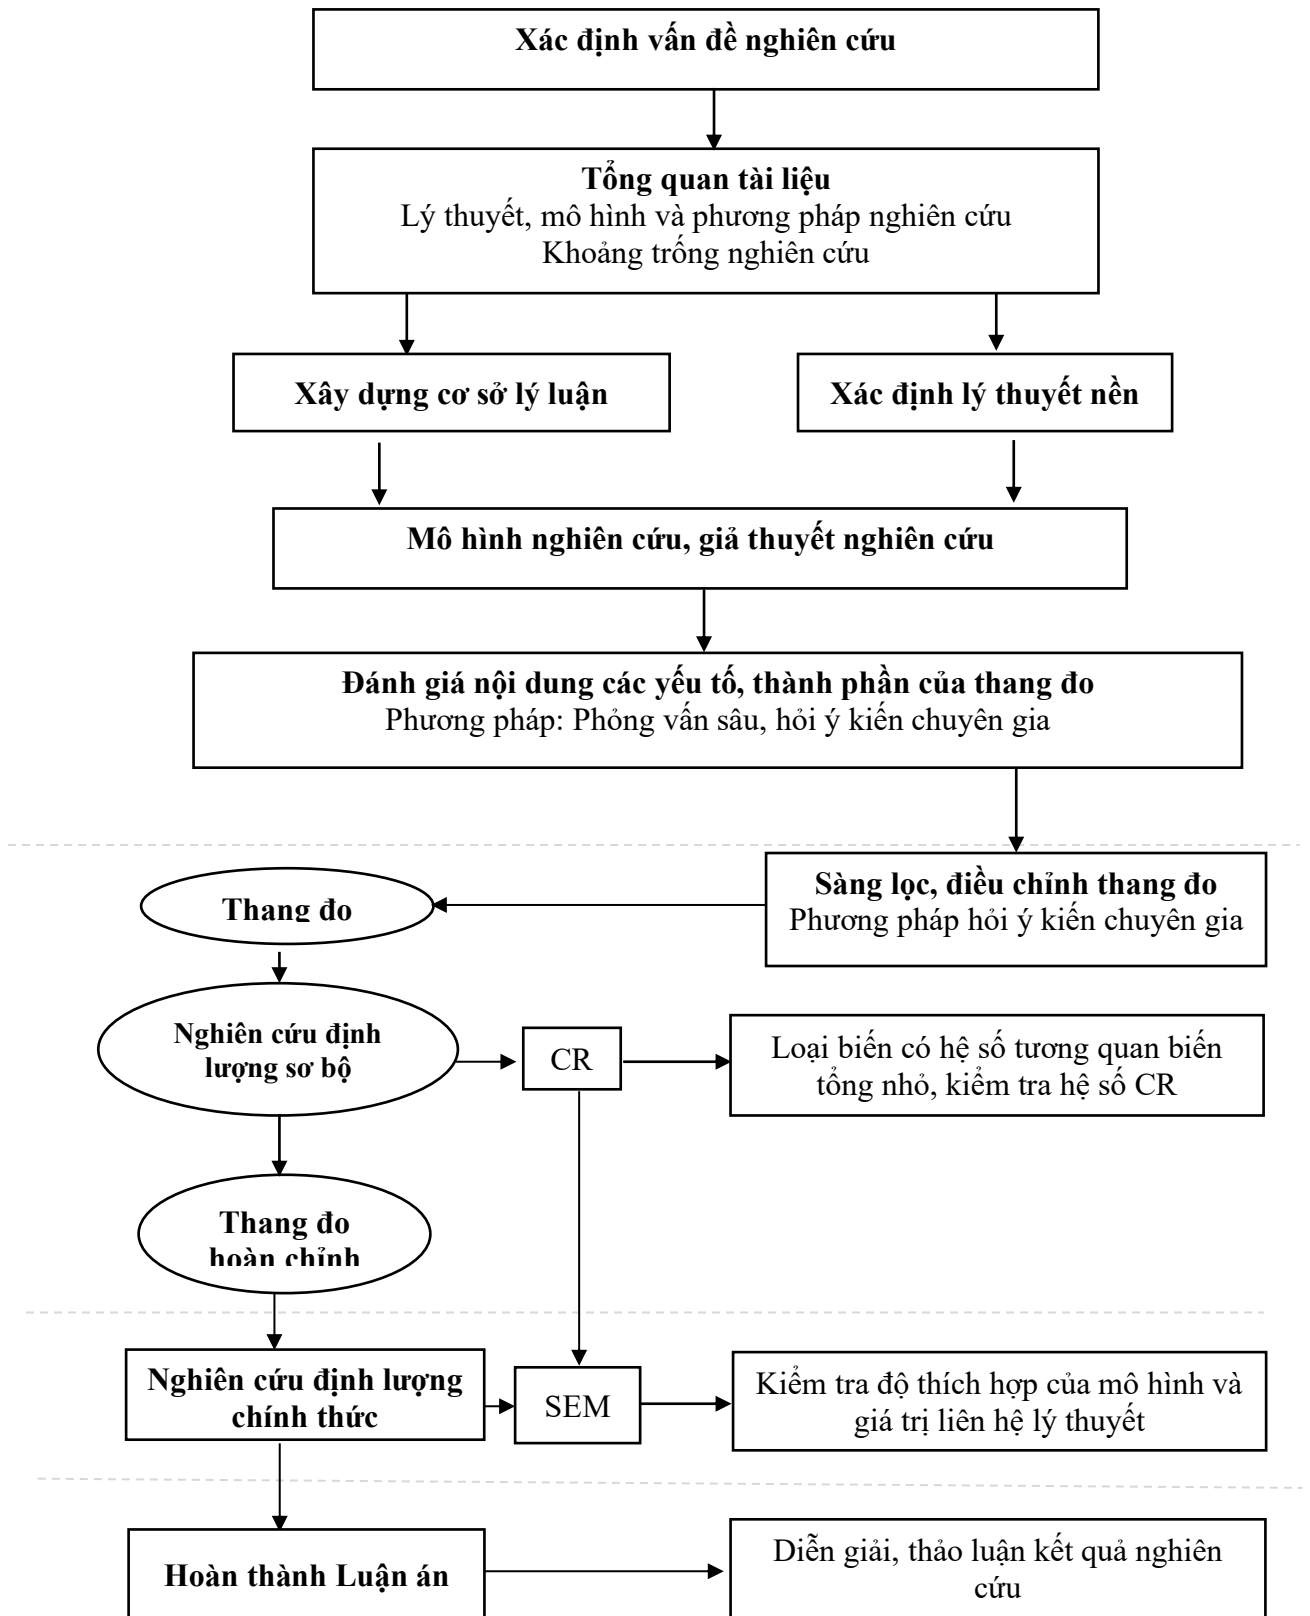 Xác định vấn đề nghiên cứu
Tổng quan tài liệu
Lý thuyết, mô hình và phương pháp nghiên cứu
Khoảng trống nghiên cứu
Xây dựng cơ sở lý luận
Xác định lý thuyết nền
Mô hình nghiên cứu, giả thuyết nghiên cứu
Đánh giá nội dung các yếu tố, thành phần của thang đo
Phương pháp: Phỏng vấn sâu, hỏi ý kiến chuyên gia
Sàng lọc, điều chỉnh thang đo
Phương pháp hỏi ý kiến chuyên gia
Thang đo
Nghiên cứu định
lượng sơ bộ
CR
Loại biến có hệ số tương quan biến
tổng nhỏ, kiểm tra hệ số CR
Thang đo
hoàn chỉnh
Nghiên cứu định lượng
chính thức
SEM
Kiểm tra độ thích hợp của mô hình và
giá trị liên hệ lý thuyết
Hoàn thành Luận án
Diễn giải, thảo luận kết quả nghiên
cứu